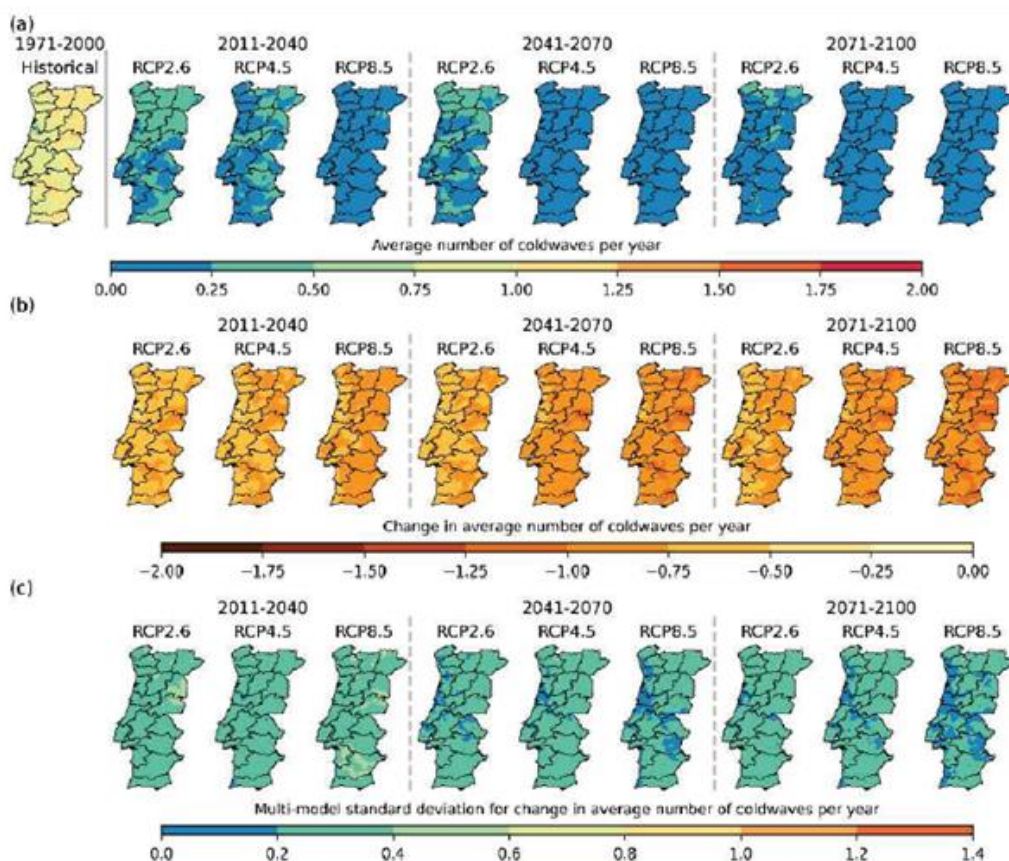 (a)
1971-2000 2011-2040 2041-2070 2071-2100
Historical RCP2.6 RCP4.5 RCP8.5 RCP2.6 RCP4.5 RCP8.5 RCP2.6 RCP4.5 RCP8.5
Average number of coldwaves per year
0.00 0.25 0.50 0.75 1.00 1.25 1.50 1.75 2.00
(b)
2011-2040 2041-2070 2071-2100
RCP2.6 RCP4.5 RCP8.5 RCP2.6 RCP4.5 RCP8.5 RCP2.6 RCP4.5 RCP8.5
Change in average number of coldwaves per year
−2.00 −1.75 −1.50 −1.25 −1.00 −0.75 −0.50 −0.25 0.00
(c)
2011-2040 2041-2070 2071-2100
RCP2.6 RCP4.5 RCP8.5 RCP2.6 RCP4.5 RCP8.5 RCP2.6 RCP4.5 RCP8.5
Multi-model standard deviation for change in average number of coldwaves per year
0.0 0.2 0.4 0.6 0.8 1.0 1.2 1.4